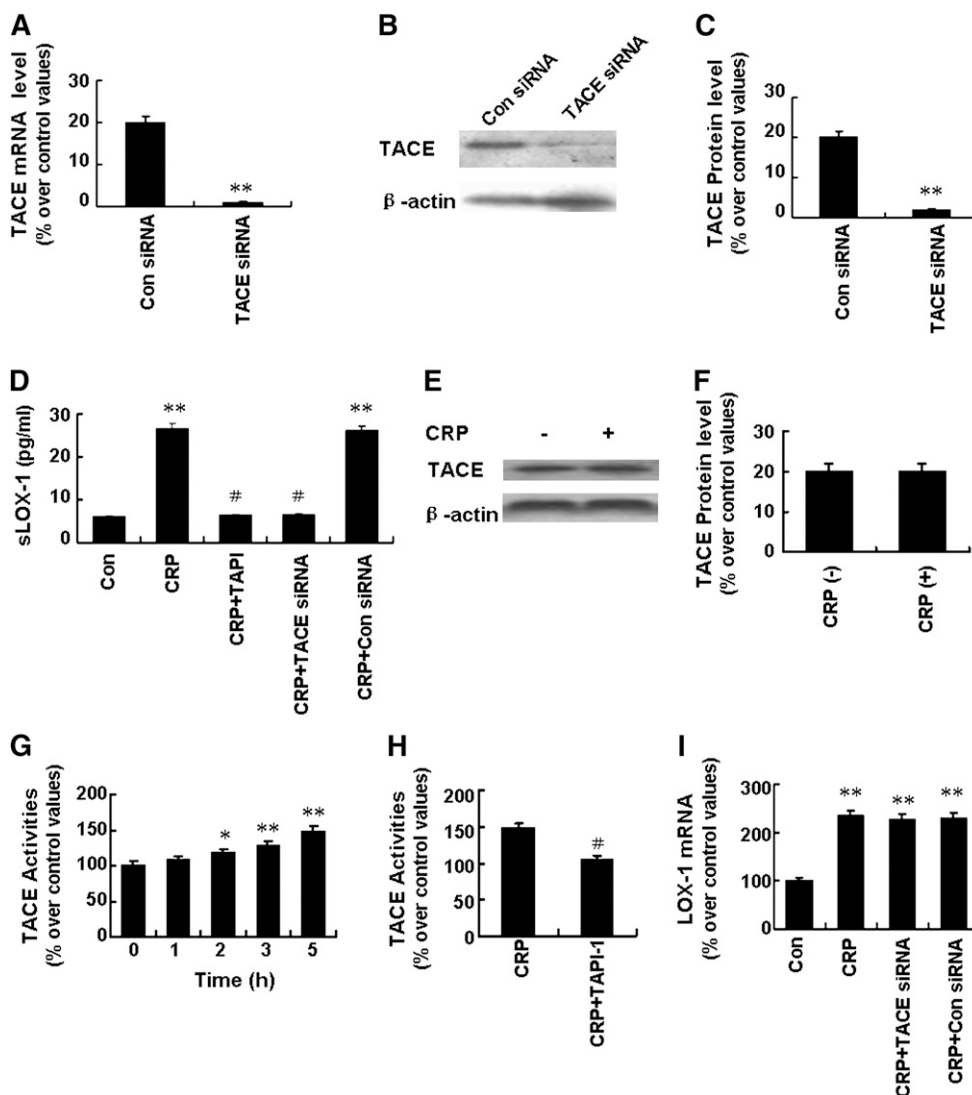 A
TACE mRNA level
(% over control values)
30
20
10
0
**
Con siRNA
TACE siRNA
B
Con siRNA
TACE siRNA
TACE
β-actin
C
TACE Protein level
(% over control values)
30
20
10
0
**
Con siRNA
TACE siRNA
D
sLOX-1 (pg/ml)
30
20
10
0
**
#
#
**
Con
CRP
CRP+TAPI
CRP+TACE siRNA
CRP+Con siRNA
E
CRP - +
TACE
β-actin
F
TACE Protein level
(% over control values)
30
20
10
0
CRP (-)
CRP (+)
G
TACE Activities
(% over control values)
200
150
100
50
0
*
**
**
0 1 2 3 5
Time (h)
H
TACE Activities
(% over control values)
200
150
100
50
0
#
CRP
CRP+TAPI-1
I
LOX-1 mRNA
(% over control values)
300
200
100
0
**
**
**
Con
CRP
CRP+TACE siRNA
CRP+Con siRNA